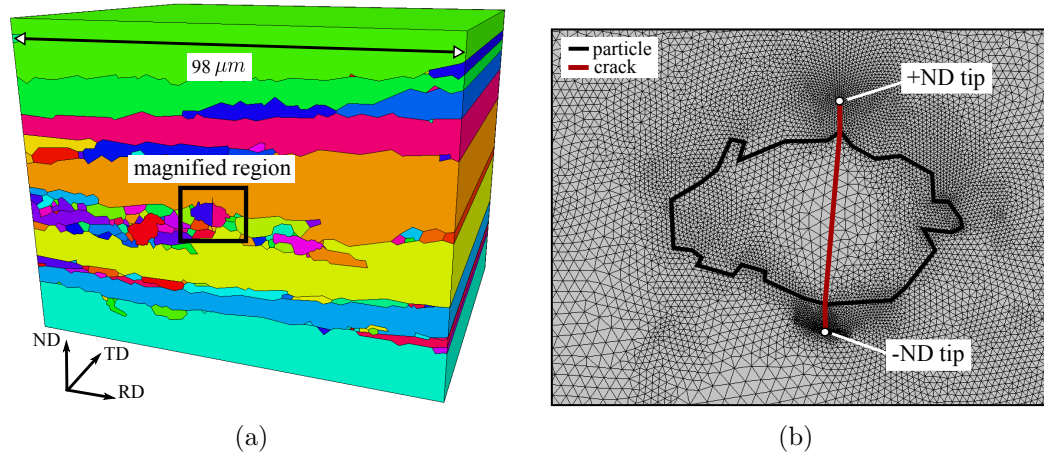 98 μm
magnified region
ND
TD
RD
(a)
particle
crack
+ND tip
-ND tip
(b)